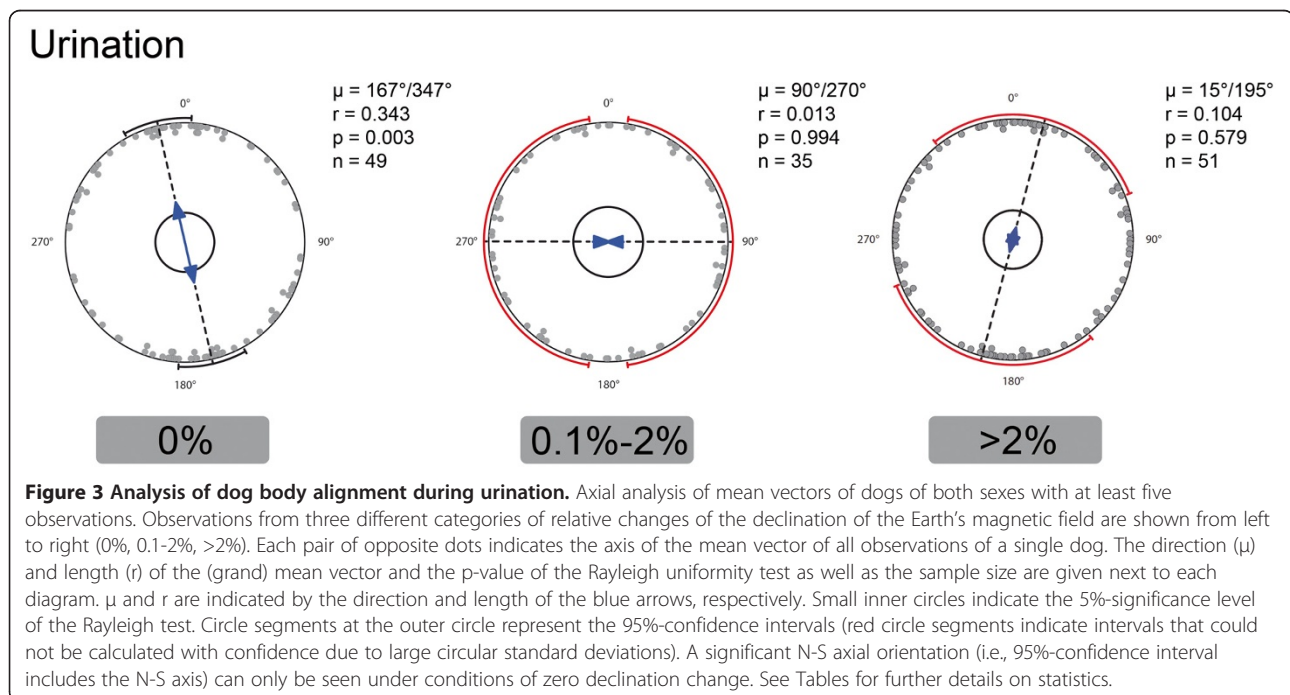 Urination
μ = 167°/347°
r = 0.343
p = 0.003
n = 49
0°
270°
90°
180°
0%
μ = 90°/270°
r = 0.013
p = 0.994
n = 35
0°
270°
90°
180°
0.1%-2%
μ = 15°/195°
r = 0.104
p = 0.579
n = 51
0°
270°
90°
180°
>2%
Figure 3 Analysis of dog body alignment during urination. Axial analysis of mean vectors of dogs of both sexes with at least five
observations. Observations from three different categories of relative changes of the declination of the Earth's magnetic field are shown from left
to right (0%, 0.1-2%, >2%). Each pair of opposite dots indicates the axis of the mean vector of all observations of a single dog. The direction (μ)
and length (r) of the (grand) mean vector and the p-value of the Rayleigh uniformity test as well as the sample size are given next to each
diagram. μ and r are indicated by the direction and length of the blue arrows, respectively. Small inner circles indicate the 5%-significance level
of the Rayleigh test. Circle segments at the outer circle represent the 95%-confidence intervals (red circle segments indicate intervals that could
not be calculated with confidence due to large circular standard deviations). A significant N-S axial orientation (i.e., 95%-confidence interval
includes the N-S axis) can only be seen under conditions of zero declination change. See Tables for further details on statistics.